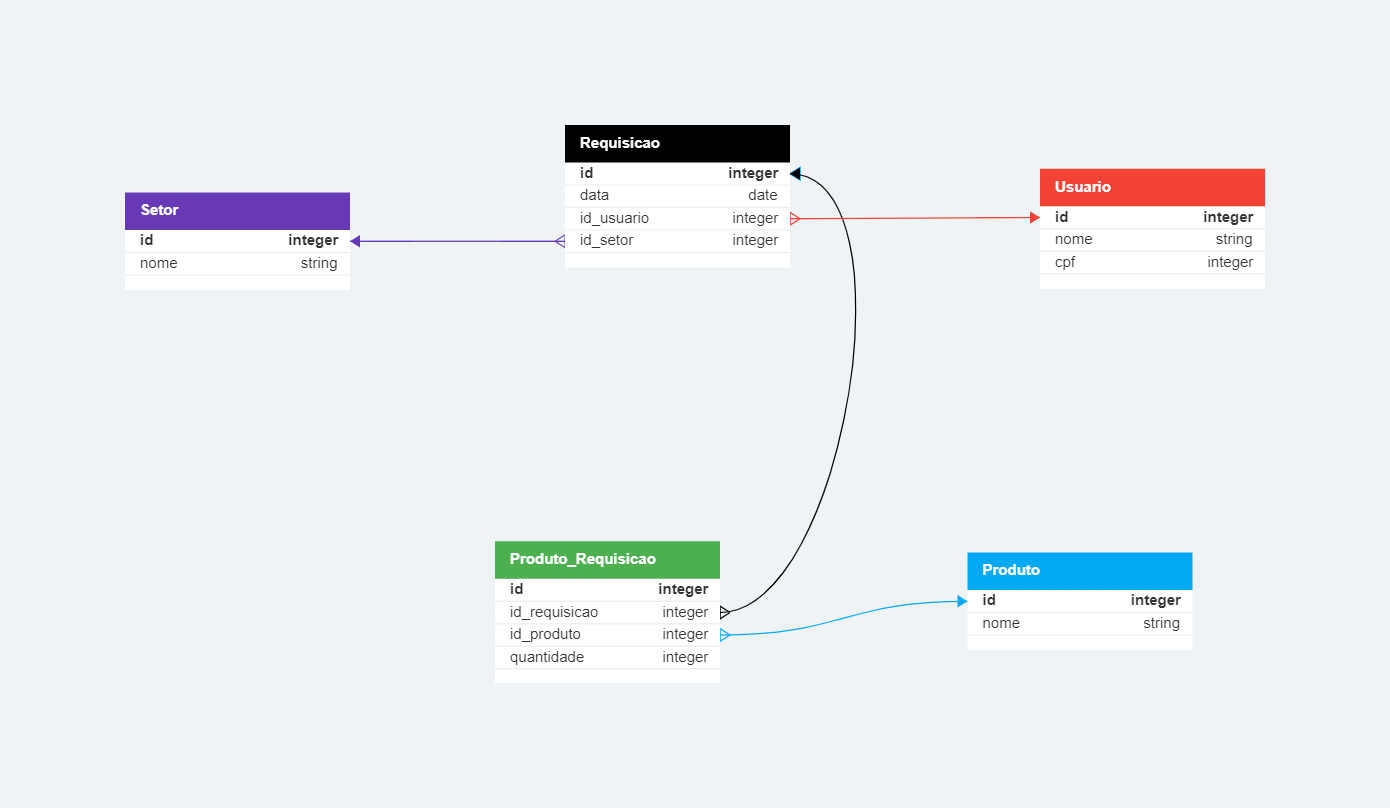 Requisicao
id integer
data date
id_usuario integer
id_setor integer
Usuario
id integer
nome string
cpf integer
Setor
id integer
nome string
Produto_Requisicao
id integer
id_requisicao integer
id_produto integer
quantidade integer
Produto
id integer
nome string